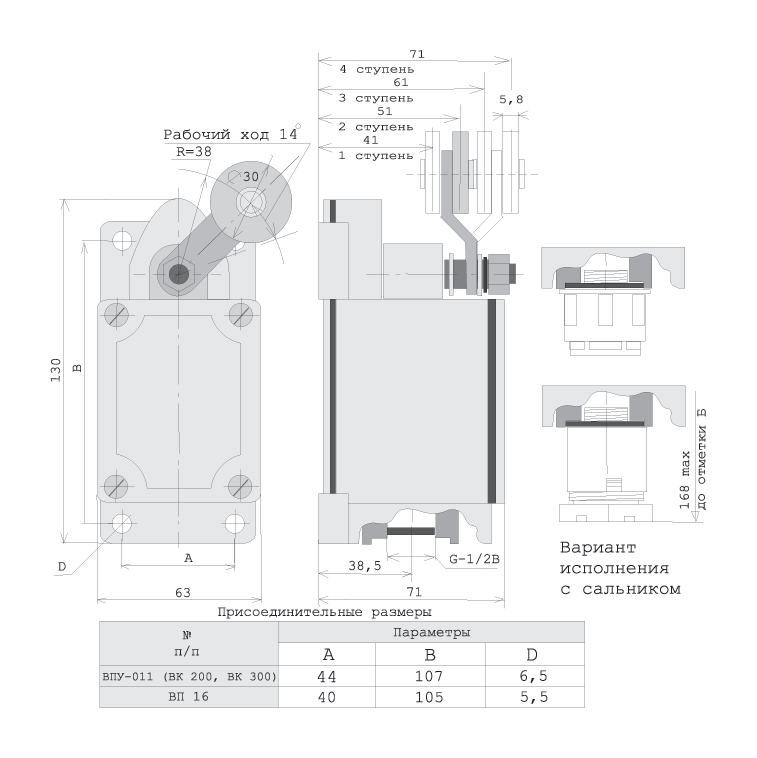 71
4 ступень
61
3 ступень
5,8
51
2 ступень
Рабочий ход 14°
41
R=38
1 ступень
∅30
130
В
168 max
до отметки Б
G-1/2В
Вариант
исполнения
с сальником
A
D
38,5
63
71
Присоединительные размеры
№
п/п
Параметры
A
B
D
ВПУ-011 (ВК 200, ВК 300)
44
107
6,5
ВП 16
40
105
5,5